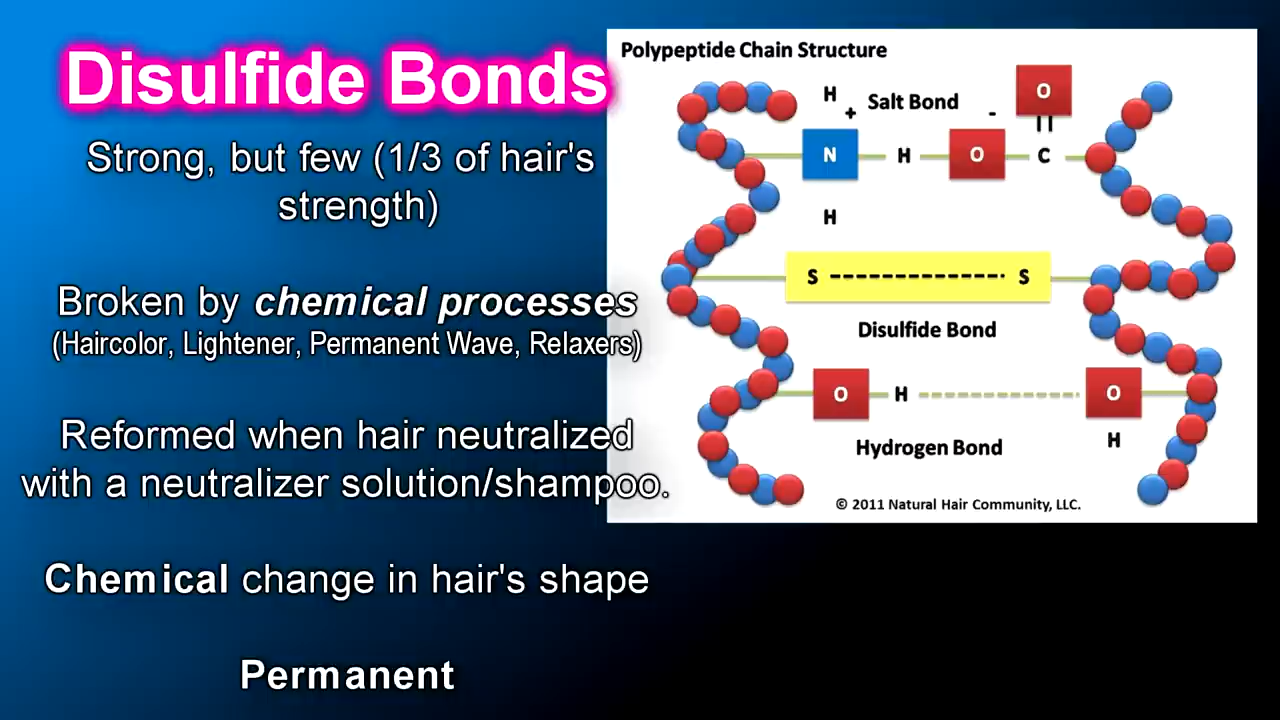 Disulfide Bonds
Strong, but few (1/3 of hair's
strength)
Broken by chemical processes
(Haircolor, Lightener, Permanent Wave, Relaxers)
Reformed when hair neutralized
with a neutralizer solution/shampoo.
Chemical change in hair's shape
Permanent
Polypeptide Chain Structure
H + Salt Bond - O
N H O C
H
S S
Disulfide Bond
O H O
H
Hydrogen Bond
© 2011 Natural Hair Community, LLC.